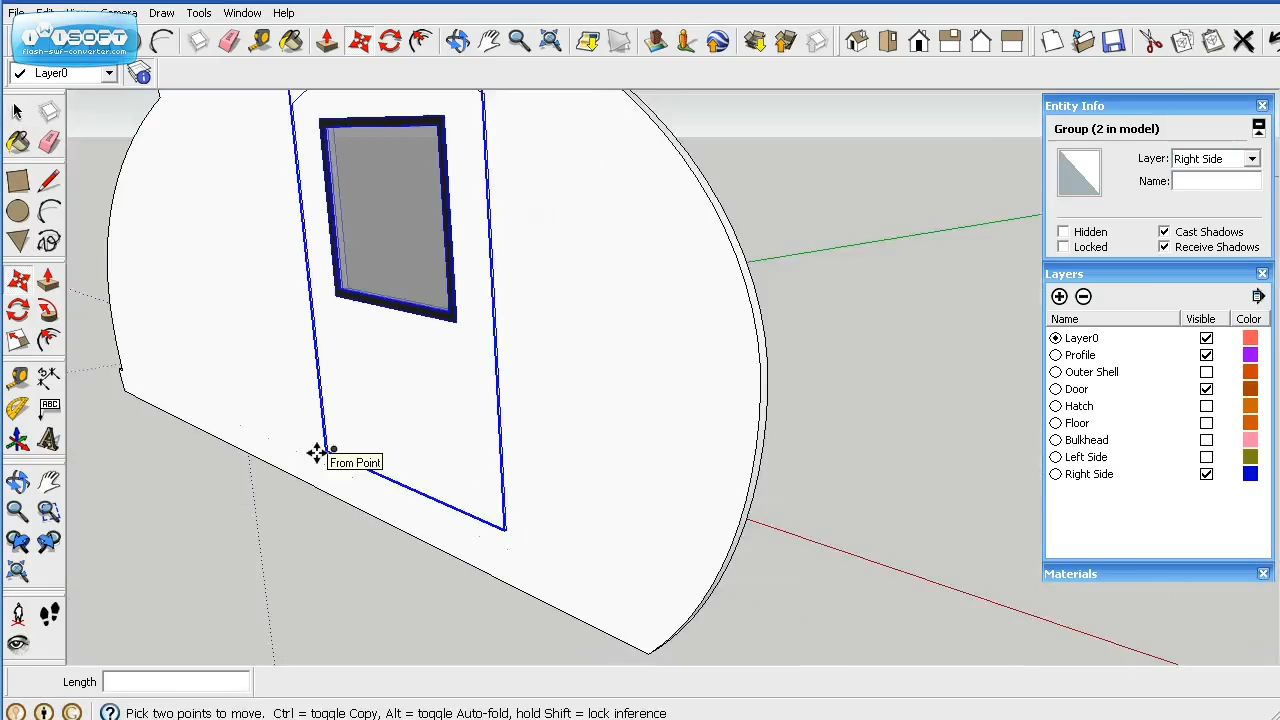 File
Camera Draw Tools Window Help
iWiSOFT
flash-swf-converter.com
Layer0
Entity Info
Group (2 in model)
Layer: Right Side
Name:
Hidden Cast Shadows
Locked Receive Shadows
Layers
Name Visible Color
Layer0
Profile
Outer Shell
Door
Hatch
Floor
Bulkhead
Left Side
Right Side
Materials
ABC
From Point
Length
Pick two points to move. Ctrl = toggle Copy, Alt = toggle Auto-fold, hold Shift = lock inference